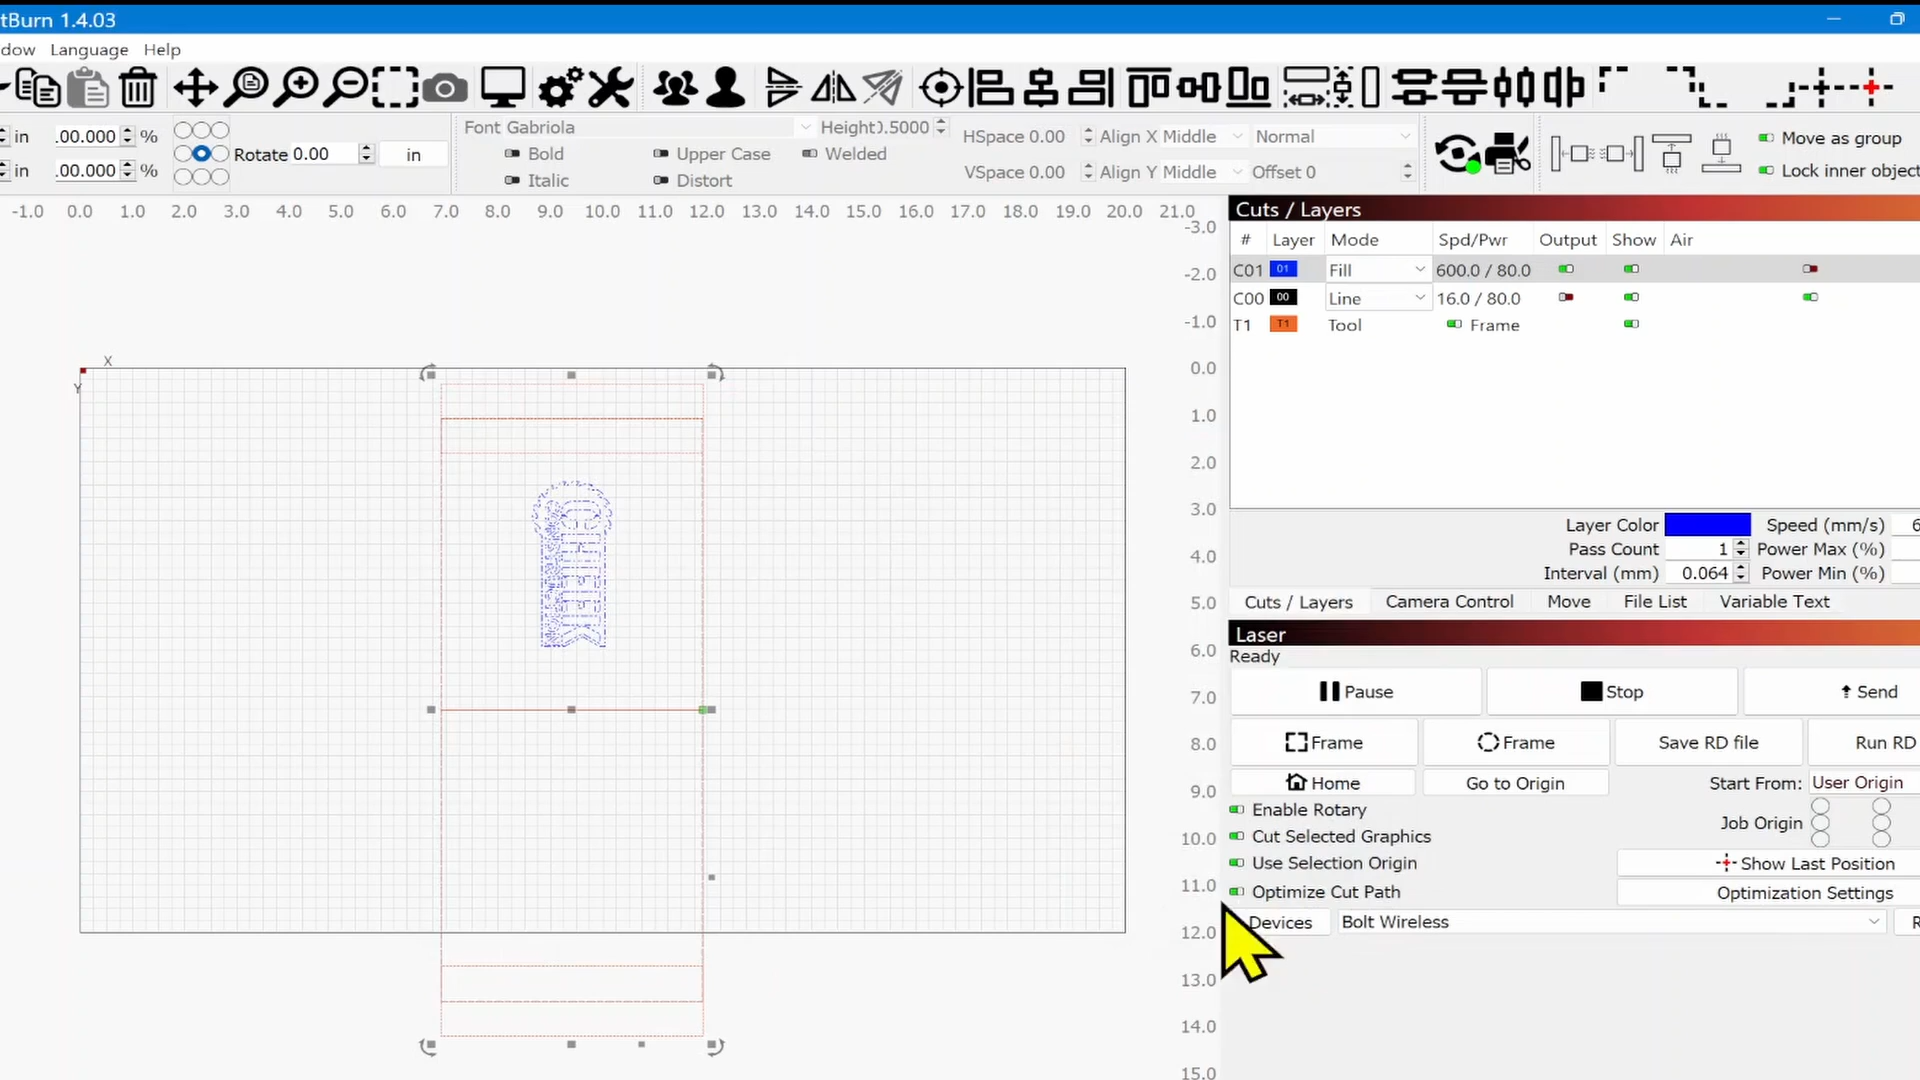 tBurn 1.4.03
dow Language Help
in .00.000 %
in .00.000 %
Rotate 0.00 in
Font Gabriola Height 0.5000
Bold Upper Case Welded
Italic Distort
HSpace 0.00 Align X Middle Normal
VSpace 0.00 Align Y Middle Offset 0
Move as group
Lock inner object
-1.0 0.0 1.0 2.0 3.0 4.0 5.0 6.0 7.0 8.0 9.0 10.0 11.0 12.0 13.0 14.0 15.0 16.0 17.0 18.0 19.0 20.0 21.0
-3.0
-2.0
-1.0
0.0
1.0
2.0
3.0
4.0
5.0
6.0
7.0
8.0
9.0
10.0
11.0
12.0
13.0
14.0
15.0
X
Y
CHEEK
Cuts / Layers
# Layer Mode Spd/Pwr Output Show Air
C01 01 Fill 600.0 / 80.0
C00 00 Line 16.0 / 80.0
T1 T1 Tool Frame
Layer Color Speed (mm/s) 6
Pass Count 1 Power Max (%)
Interval (mm) 0.064 Power Min (%)
Cuts / Layers Camera Control Move File List Variable Text
Laser
Ready
Pause Stop Send
Frame Frame Save RD file Run RD
Home Go to Origin Start From: User Origin
Enable Rotary
Job Origin
Cut Selected Graphics
Use Selection Origin Show Last Position
Optimize Cut Path Optimization Settings
Devices Bolt Wireless R